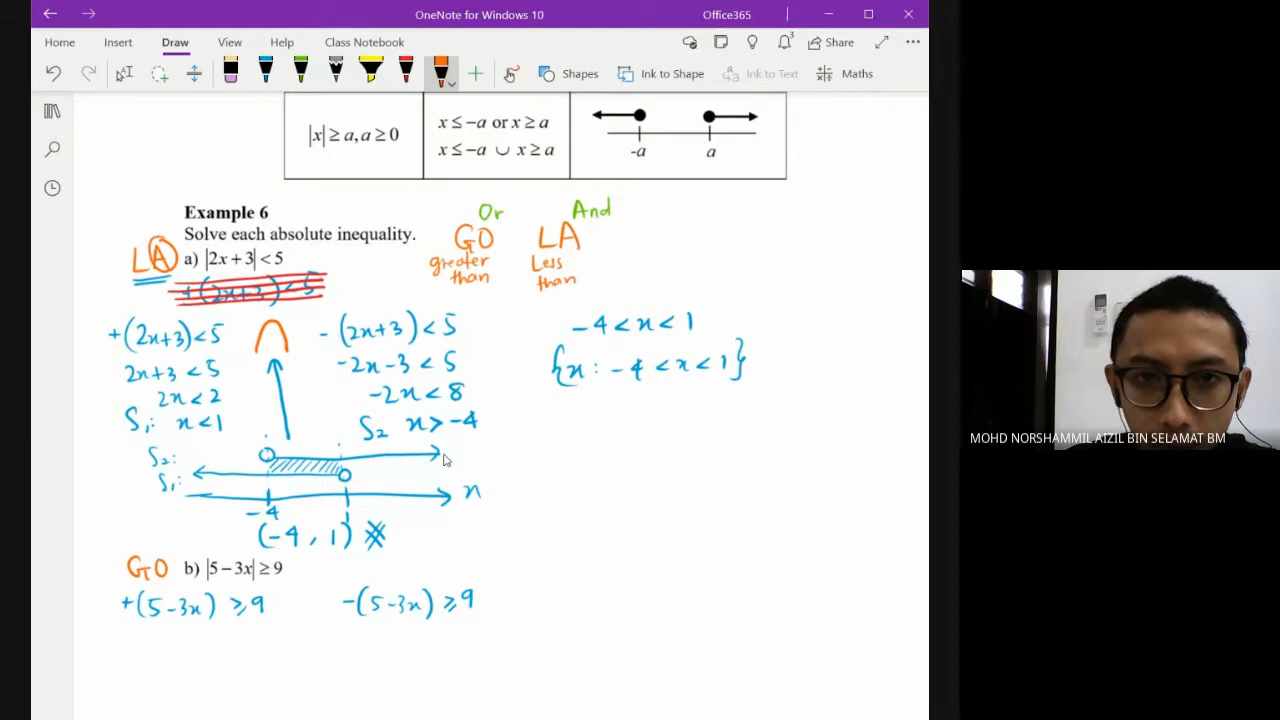 OneNote for Windows 10
Office365
Home Insert Draw View Help Class Notebook
3
Share
Shapes
Ink to Shape
Ink to Text
Maths
|x| ≥ a, a ≥ 0
x ≤ −a or x ≥ a
x ≤ −a ∪ x ≥ a
-a a
Example 6
Solve each absolute inequality.
Or And
GO LA
greater than
Less than
LA a) |2x + 3| < 5
+(2x+3) < 5
+(2x+3) < 5
2x+3 < 5
2x < 2
S₁: x < 1
∩
-(2x+3) < 5
-2x-3 < 5
-2x < 8
S₂ x > -4
-4 < x < 1
{x : -4 < x < 1}
S₂:
S₁:
x
-4 1
(-4, 1)
GO b) |5 − 3x| ≥ 9
+(5-3x) ≥ 9 -(5-3x) ≥ 9
MOHD NORSHAMMIL AIZIL BIN SELAMAT BM